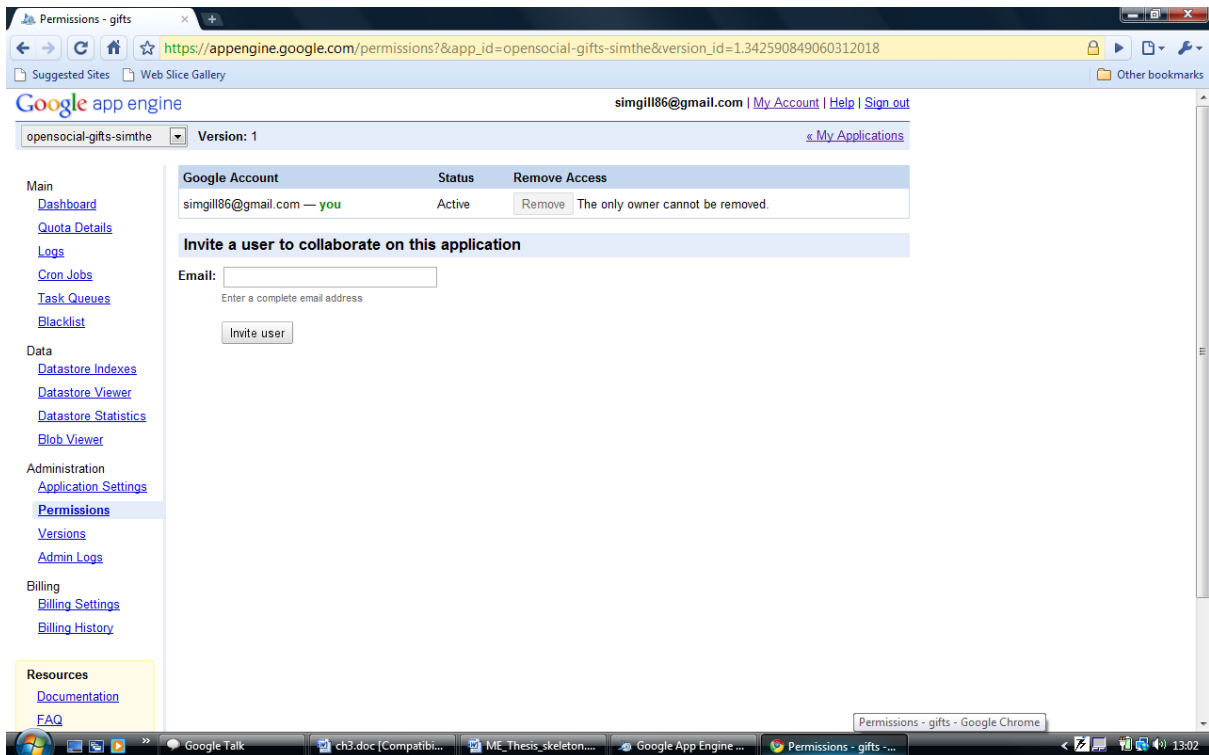 Permissions - gifts
https://appengine.google.com/permissions?&app_id=opensocial-gifts-simthe&version_id=1.342590849060312018
Suggested Sites Web Slice Gallery Other bookmarks
Google app engine
simgill86@gmail.com | My Account | Help | Sign out
opensocial-gifts-simthe Version: 1 « My Applications
Main
Dashboard
Quota Details
Logs
Cron Jobs
Task Queues
Blacklist
Data
Datastore Indexes
Datastore Viewer
Datastore Statistics
Blob Viewer
Administration
Application Settings
Permissions
Versions
Admin Logs
Billing
Billing Settings
Billing History
Resources
Documentation
FAQ
Google Account Status Remove Access
simgill86@gmail.com — you Active Remove The only owner cannot be removed.
Invite a user to collaborate on this application
Email:
Enter a complete email address
Invite user
Permissions - gifts - Google Chrome
Google Talk ch3.doc [Compatibi... ME_Thesis_skeleton.... Google App Engine ... Permissions - gifts -... 13:02